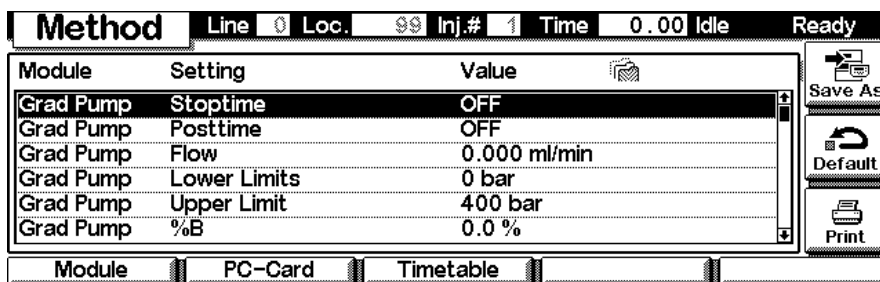 Method Line 0 Loc. 99 Inj.# 1 Time 0.00 Idle Ready
Module Setting Value
Grad Pump Stoptime OFF
Grad Pump Posttime OFF
Grad Pump Flow 0.000 ml/min
Grad Pump Lower Limits 0 bar
Grad Pump Upper Limit 400 bar
Grad Pump %B 0.0 %
Save As
Default
Print
Module PC-Card Timetable